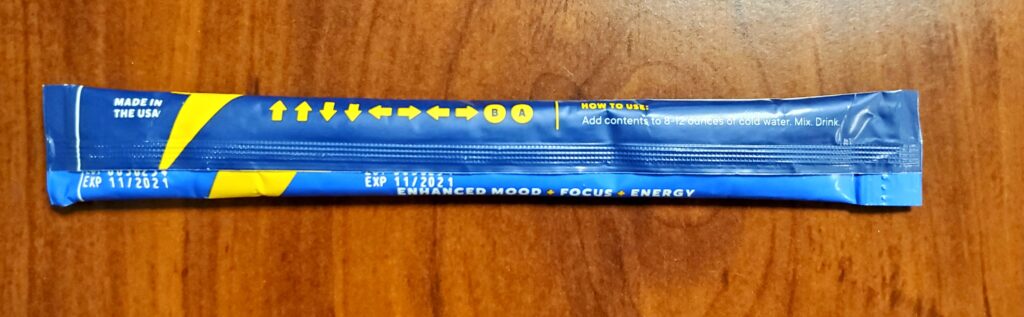 MADE IN
THE USA
↑↑↓↓←→←→BA
HOW TO USE:
Add contents to 8-12 ounces of cold water. Mix. Drink.
EXP 11/2021
EXP 11/2021
ENHANCED MOOD + FOCUS + ENERGY